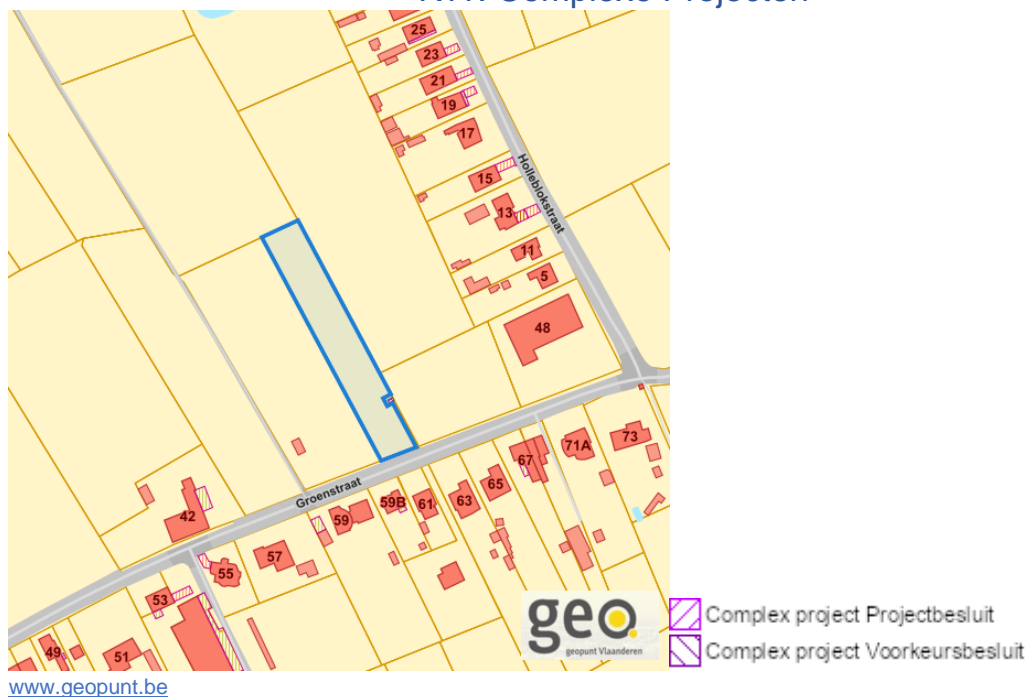 25
23
21
19
17
15
13
11
5
Holleblokstraat
48
Groenstraat
42
73
71A
67
65
63
61
59B
59
57
55
53
51
49
geo.
geopunt Vlaanderen
Complex project Projectbesluit
Complex project Voorkeursbesluit
www.geopunt.be